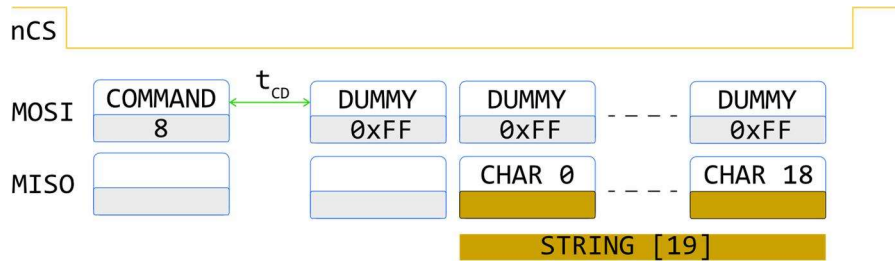 nCS
COMMAND t_CD DUMMY DUMMY DUMMY
MOSI
8 0xFF 0xFF 0xFF
MISO CHAR 0 CHAR 18
STRING [19]